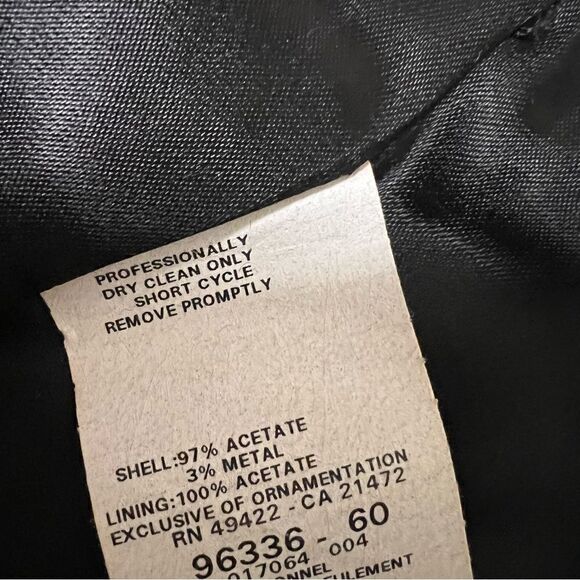 PROFESSIONALLY
DRY CLEAN ONLY
SHORT CYCLE
REMOVE PROMPTLY
SHELL:97% ACETATE
3% METAL
LINING:100% ACETATE
EXCLUSIVE OF ORNAMENTATION
RN 49422 - CA 21472
96336 - 60
017064 004